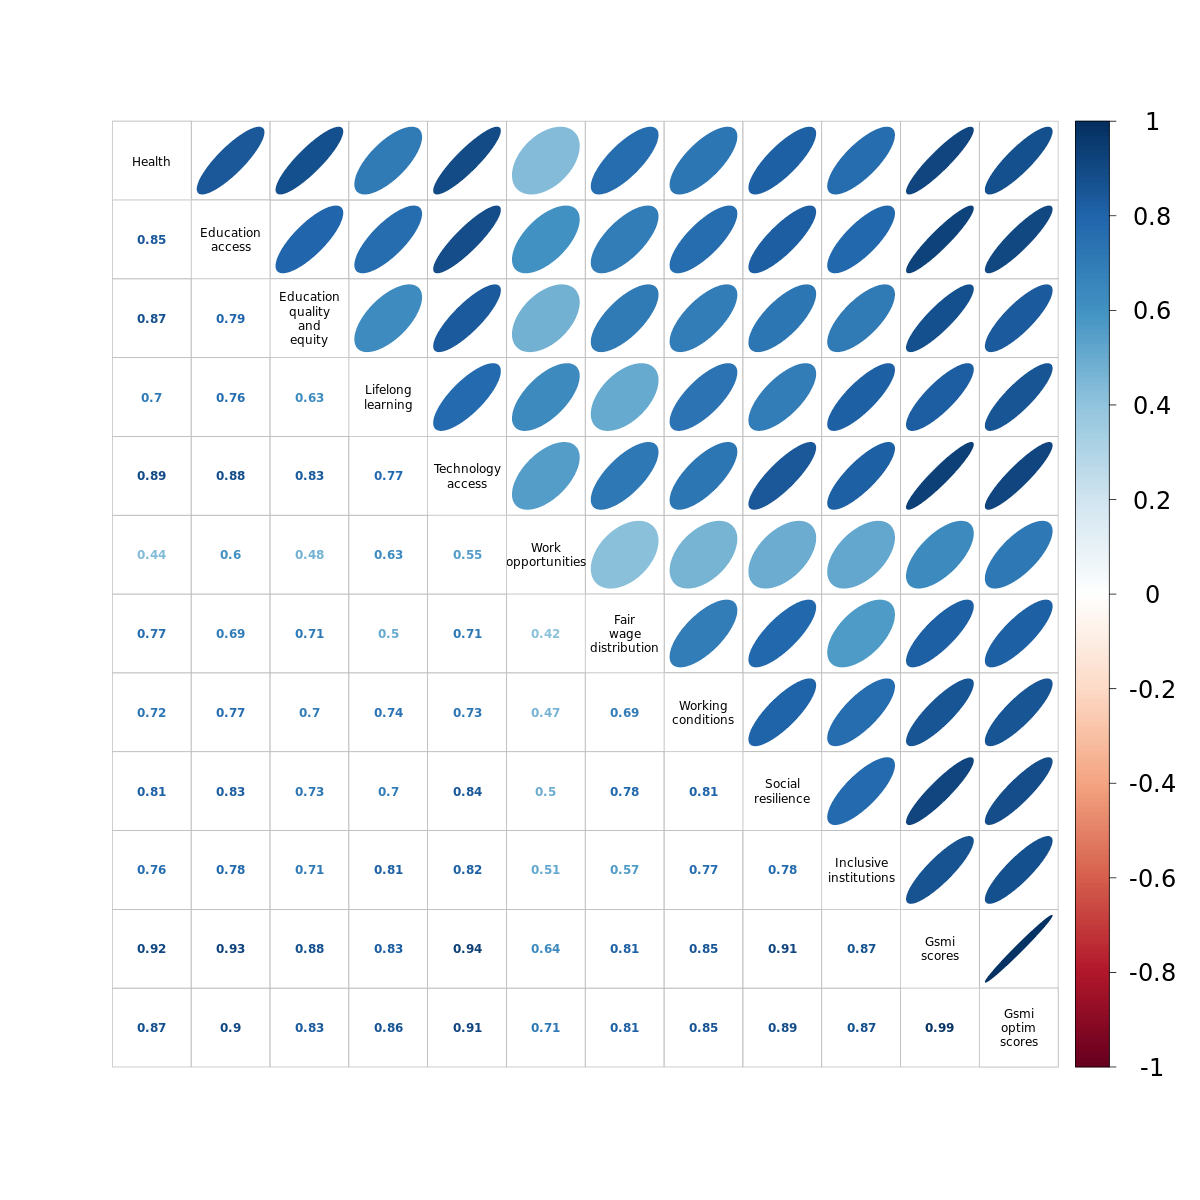 Health
0.85
Education
access
0.87
0.79
Education
quality
and
equity
0.7
0.76
0.63
Lifelong
learning
0.89
0.88
0.83
0.77
Technology
access
0.44
0.6
0.48
0.63
0.55
Work
opportunities
0.77
0.69
0.71
0.5
0.71
0.42
Fair
wage
distribution
0.72
0.77
0.7
0.74
0.73
0.47
0.69
Working
conditions
0.81
0.83
0.73
0.7
0.84
0.5
0.78
0.81
Social
resilience
0.76
0.78
0.71
0.81
0.82
0.51
0.57
0.77
0.78
Inclusive
institutions
0.92
0.93
0.88
0.83
0.94
0.64
0.81
0.85
0.91
0.87
Gsmi
scores
0.87
0.9
0.83
0.86
0.91
0.71
0.81
0.85
0.89
0.87
0.99
Gsmi
optim
scores
1
0.8
0.6
0.4
0.2
0
-0.2
-0.4
-0.6
-0.8
-1